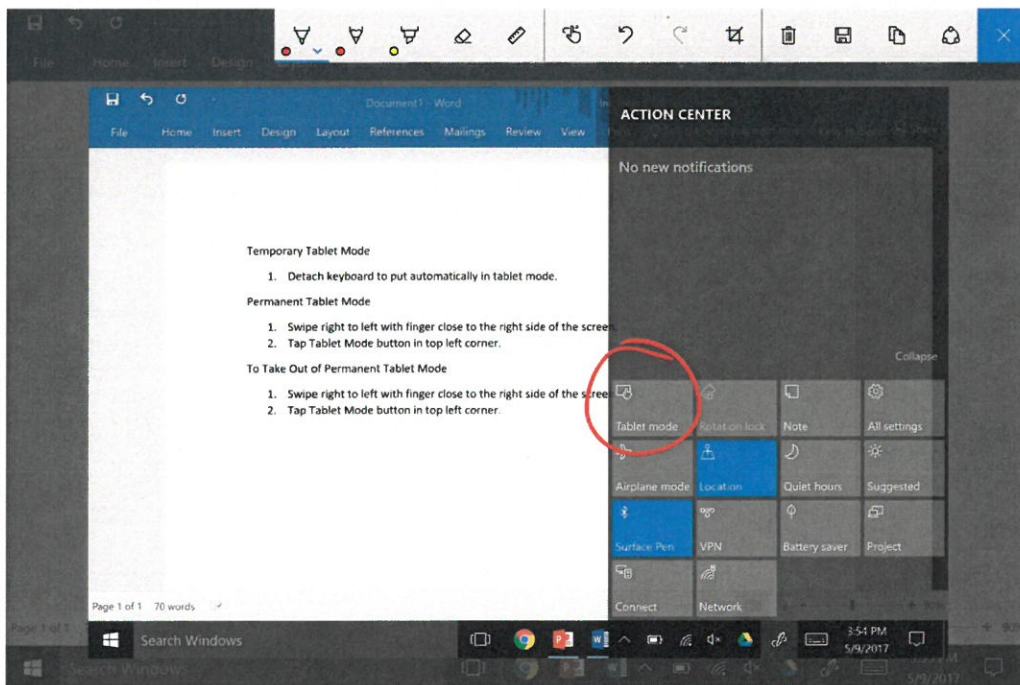 File Home Insert Design
Document1 - Word
File Home Insert Design Layout References Mailings Review View
ACTION CENTER
No new notifications
Temporary Tablet Mode
1. Detach keyboard to put automatically in tablet mode.
Permanent Tablet Mode
1. Swipe right to left with finger close to the right side of the screen.
2. Tap Tablet Mode button in top left corner.
To Take Out of Permanent Tablet Mode
1. Swipe right to left with finger close to the right side of the scree
2. Tap Tablet Mode button in top left corner.
Collapse
Tablet mode Rotation lock Note All settings
Airplane mode Location Quiet hours Suggested
Surface Pen VPN Battery saver Project
Connect Network
Page 1 of 1 70 words
Page 1 of 1
Search Windows
3:54 PM
5/9/2017
Search Windows
5/9/2017